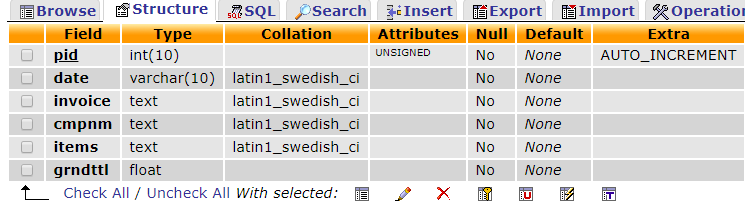 Browse Structure SQL Search Insert Export Import Operation
Field Type Collation Attributes Null Default Extra
pid int(10) UNSIGNED No None AUTO_INCREMENT
date varchar(10) latin1_swedish_ci No None
invoice text latin1_swedish_ci No None
cmpnm text latin1_swedish_ci No None
items text latin1_swedish_ci No None
grndttl float No None
Check All / Uncheck All With selected: